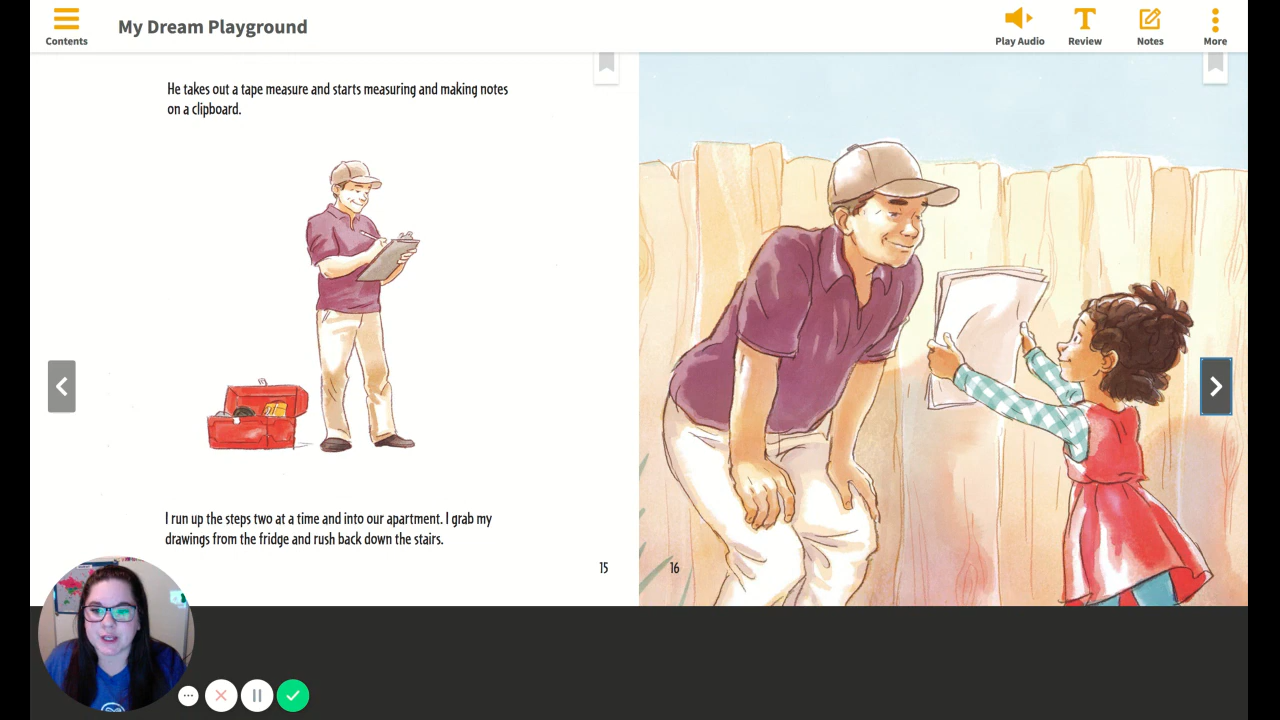 Contents
My Dream Playground
Play Audio
Review
Notes
More
He takes out a tape measure and starts measuring and making notes
on a clipboard.
I run up the steps two at a time and into our apartment. I grab my
drawings from the fridge and rush back down the stairs.
15
16